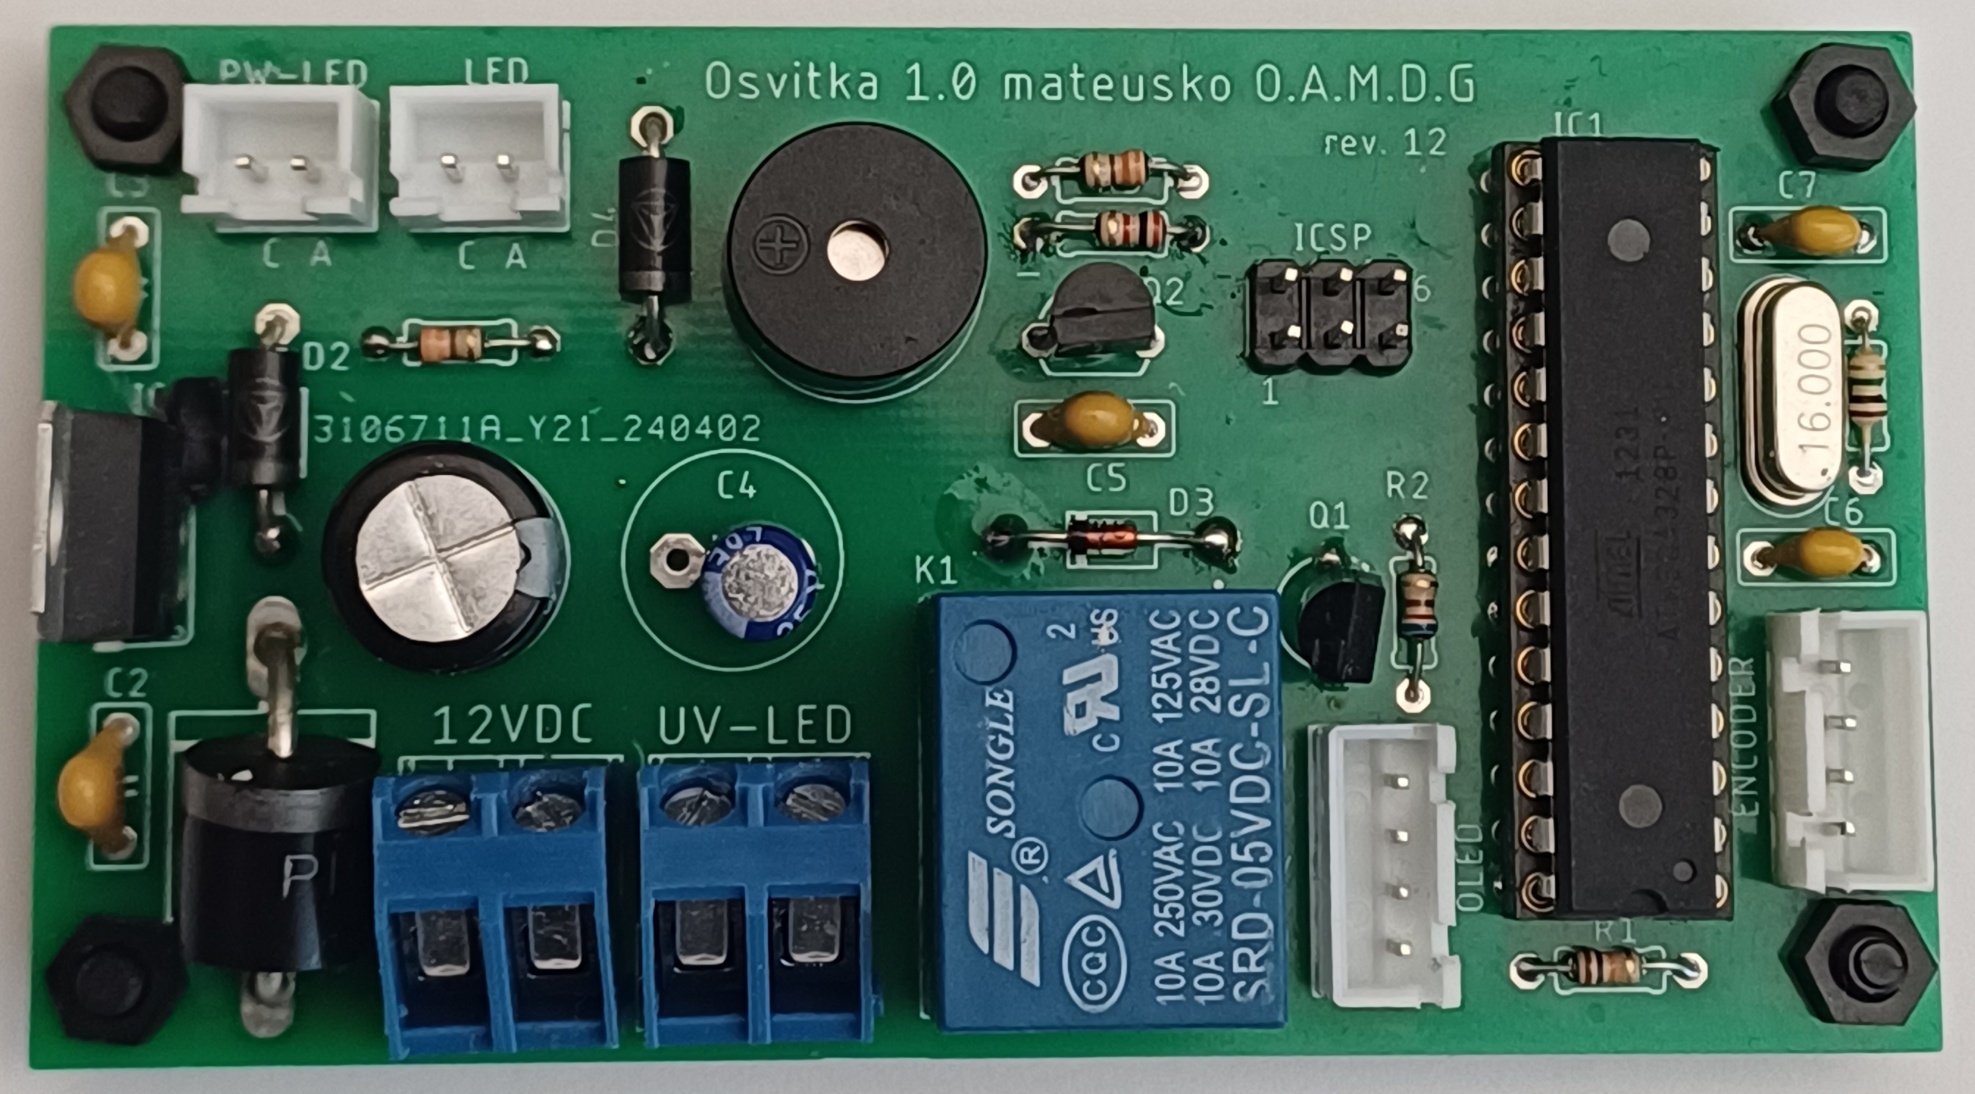 PW-LED
LED
Osvitka 1.0 mateusko O.A.M.D.G
rev. 12
IC1
C7
C3
C A
C A
D4
ICSP
6
Q2
1
D2
3106711A_Y21_240402
16.000
C4
C5
D3
R2
Q1
C6
K1
1231
ATMEL
C2
12VDC
UV-LED
P
SONGLE
®
2
C
US
CQC
10A 250VAC 10A 125VAC
10A 30VDC 10A 28VDC
SRD-05VDC-SL-C
ENCODER
OLED
R1